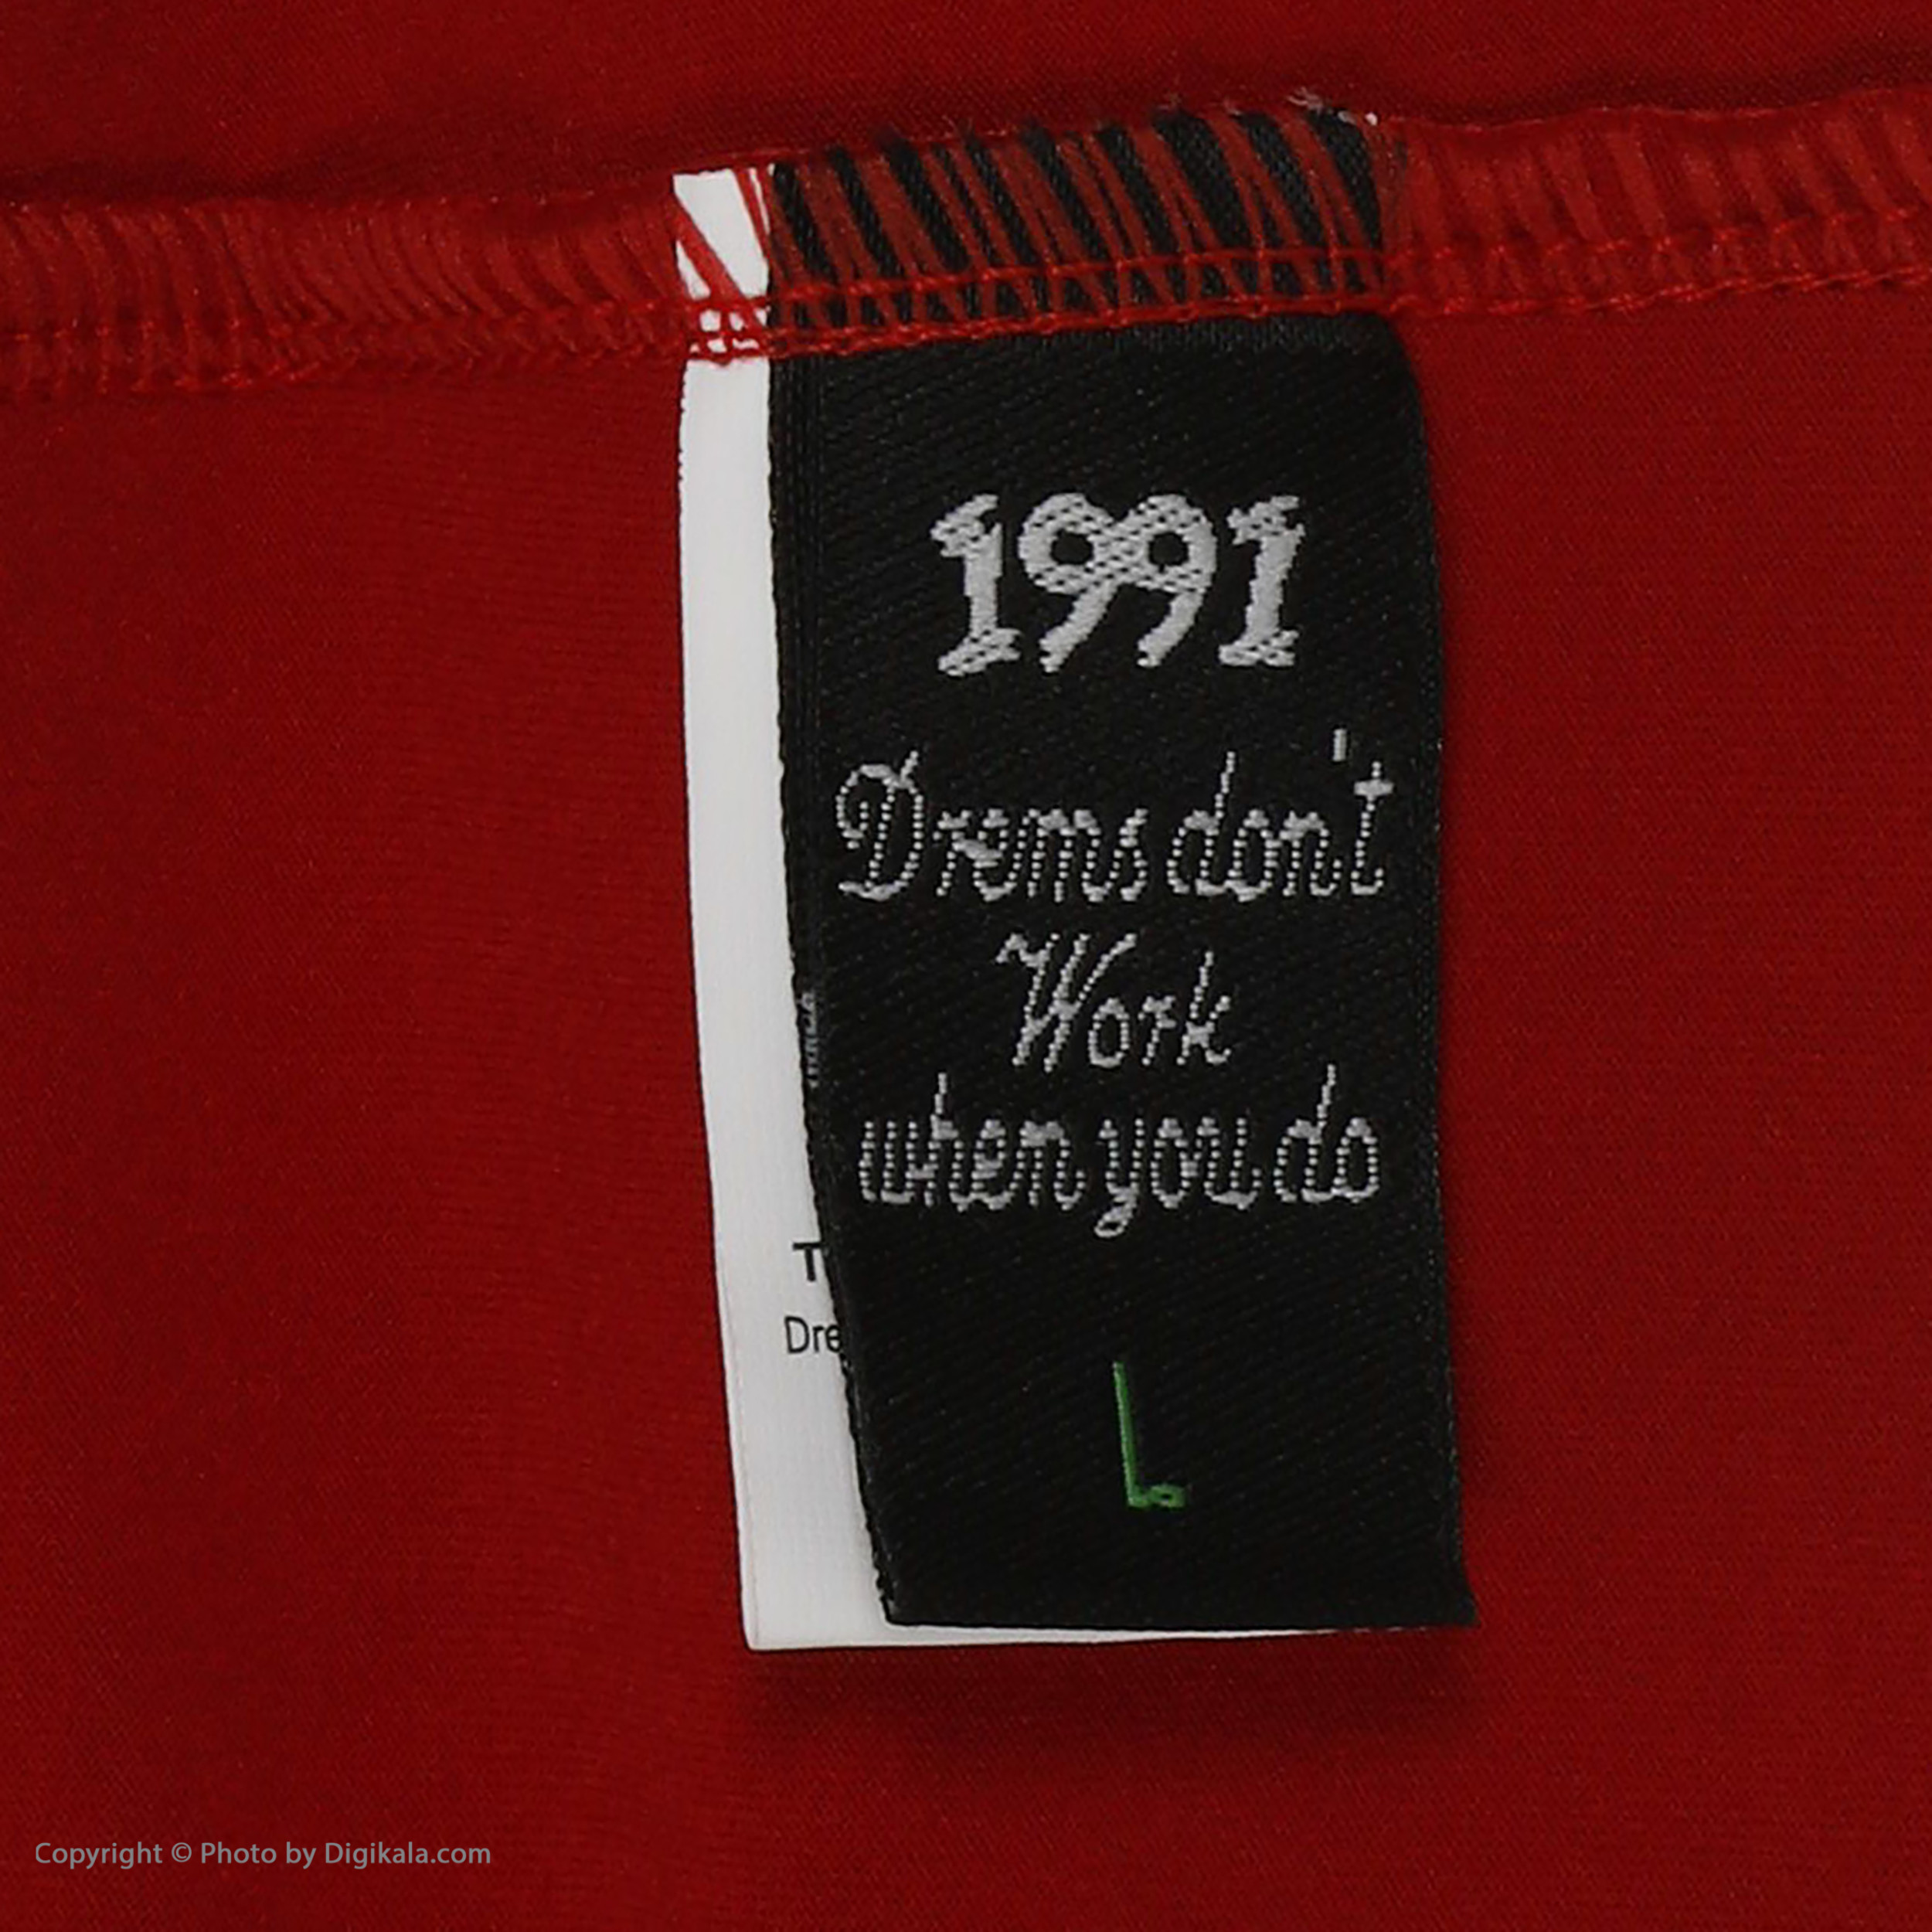 1991
Drems don't
Work
when you do
L
Copyright © Photo by Digikala.com